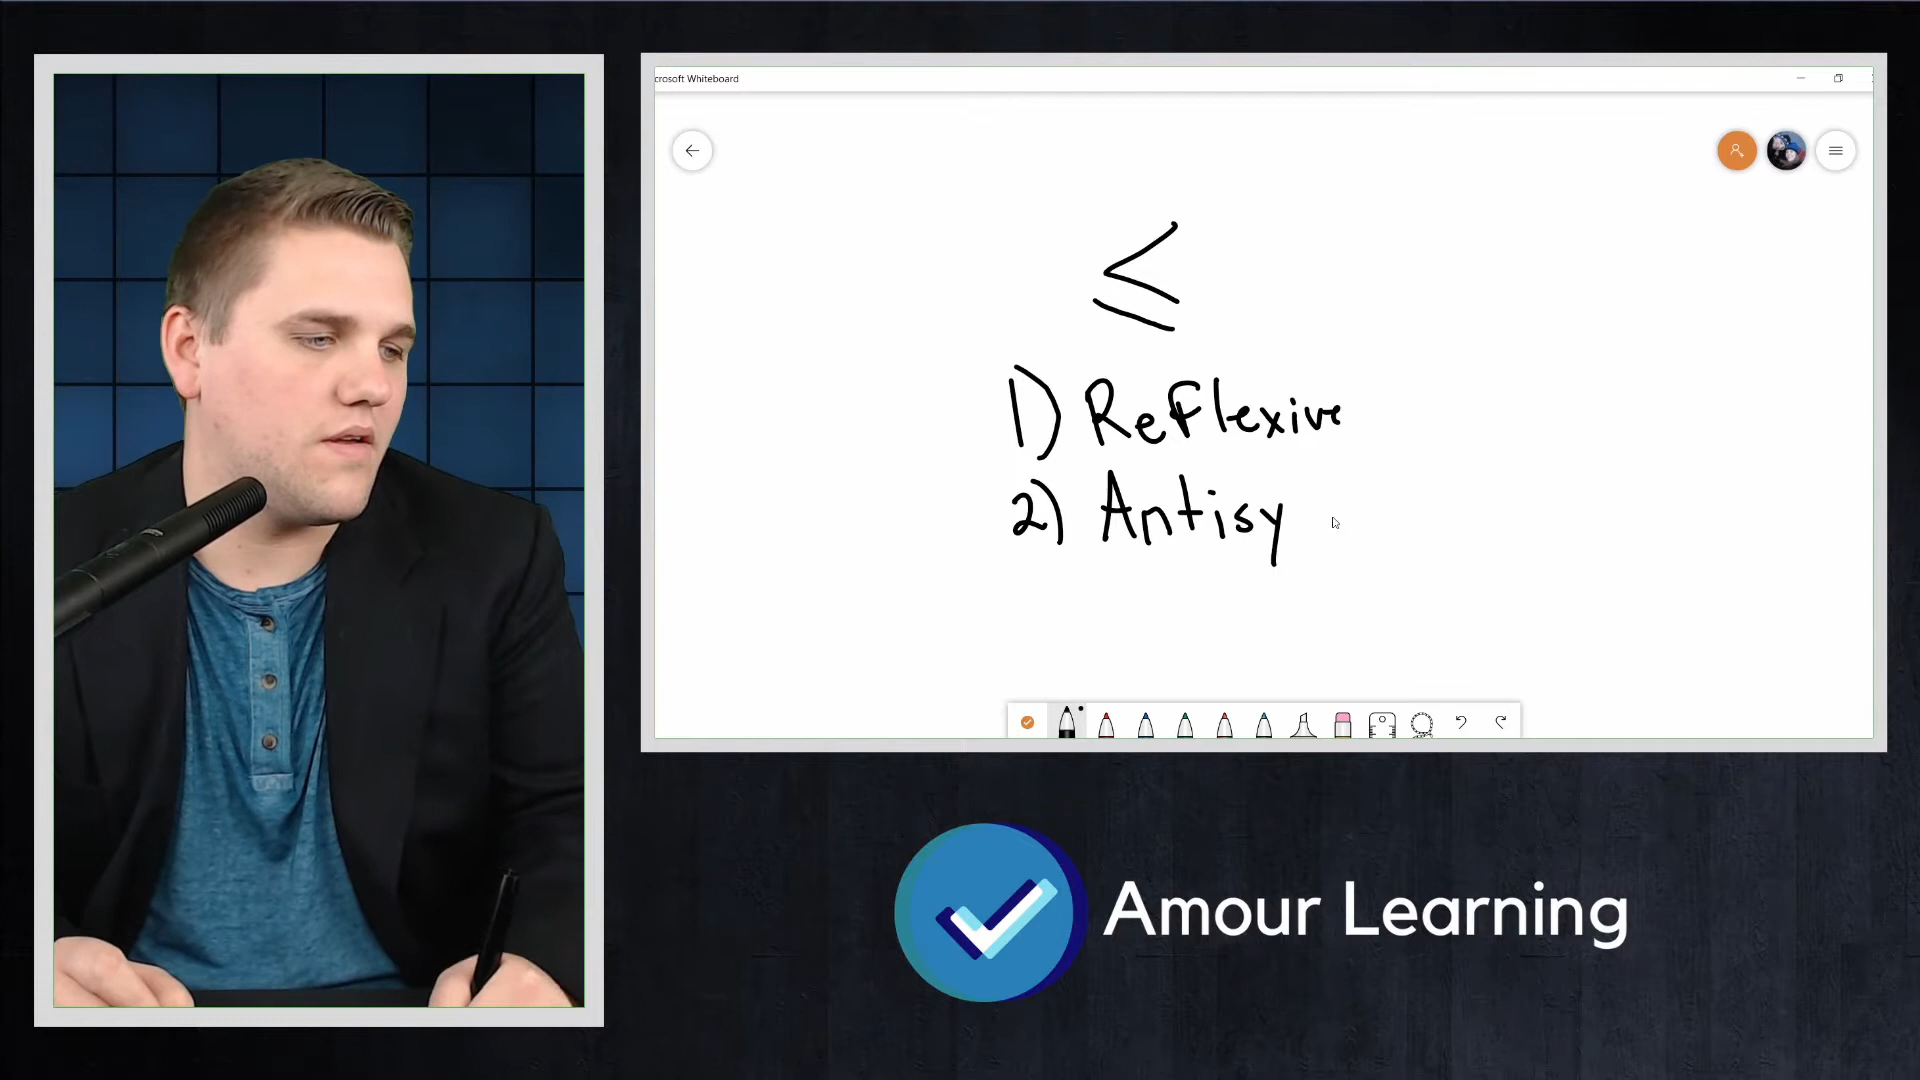 crosoft Whiteboard
≤
1) Reflexive
2) Antisy
Amour Learning